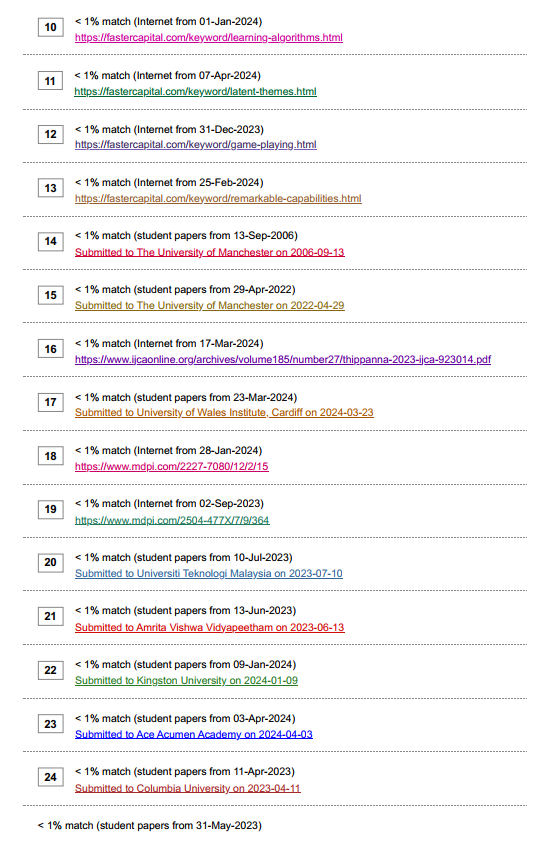 10
< 1% match (Internet from 01-Jan-2024)
https://fastercapital.com/keyword/learning-algorithms.html
11
< 1% match (Internet from 07-Apr-2024)
https://fastercapital.com/keyword/latent-themes.html
12
< 1% match (Internet from 31-Dec-2023)
https://fastercapital.com/keyword/game-playing.html
13
< 1% match (Internet from 25-Feb-2024)
https://fastercapital.com/keyword/remarkable-capabilities.html
14
< 1% match (student papers from 13-Sep-2006)
Submitted to The University of Manchester on 2006-09-13
15
< 1% match (student papers from 29-Apr-2022)
Submitted to The University of Manchester on 2022-04-29
16
< 1% match (Internet from 17-Mar-2024)
https://www.ijcaonline.org/archives/volume185/number27/thippanna-2023-ijca-923014.pdf
17
< 1% match (student papers from 23-Mar-2024)
Submitted to University of Wales Institute, Cardiff on 2024-03-23
18
< 1% match (Internet from 28-Jan-2024)
https://www.mdpi.com/2227-7080/12/2/15
19
< 1% match (Internet from 02-Sep-2023)
https://www.mdpi.com/2504-477X/7/9/364
20
< 1% match (student papers from 10-Jul-2023)
Submitted to Universiti Teknologi Malaysia on 2023-07-10
21
< 1% match (student papers from 13-Jun-2023)
Submitted to Amrita Vishwa Vidyapeetham on 2023-06-13
22
< 1% match (student papers from 09-Jan-2024)
Submitted to Kingston University on 2024-01-09
23
< 1% match (student papers from 03-Apr-2024)
Submitted to Ace Acumen Academy on 2024-04-03
24
< 1% match (student papers from 11-Apr-2023)
Submitted to Columbia University on 2023-04-11
< 1% match (student papers from 31-May-2023)